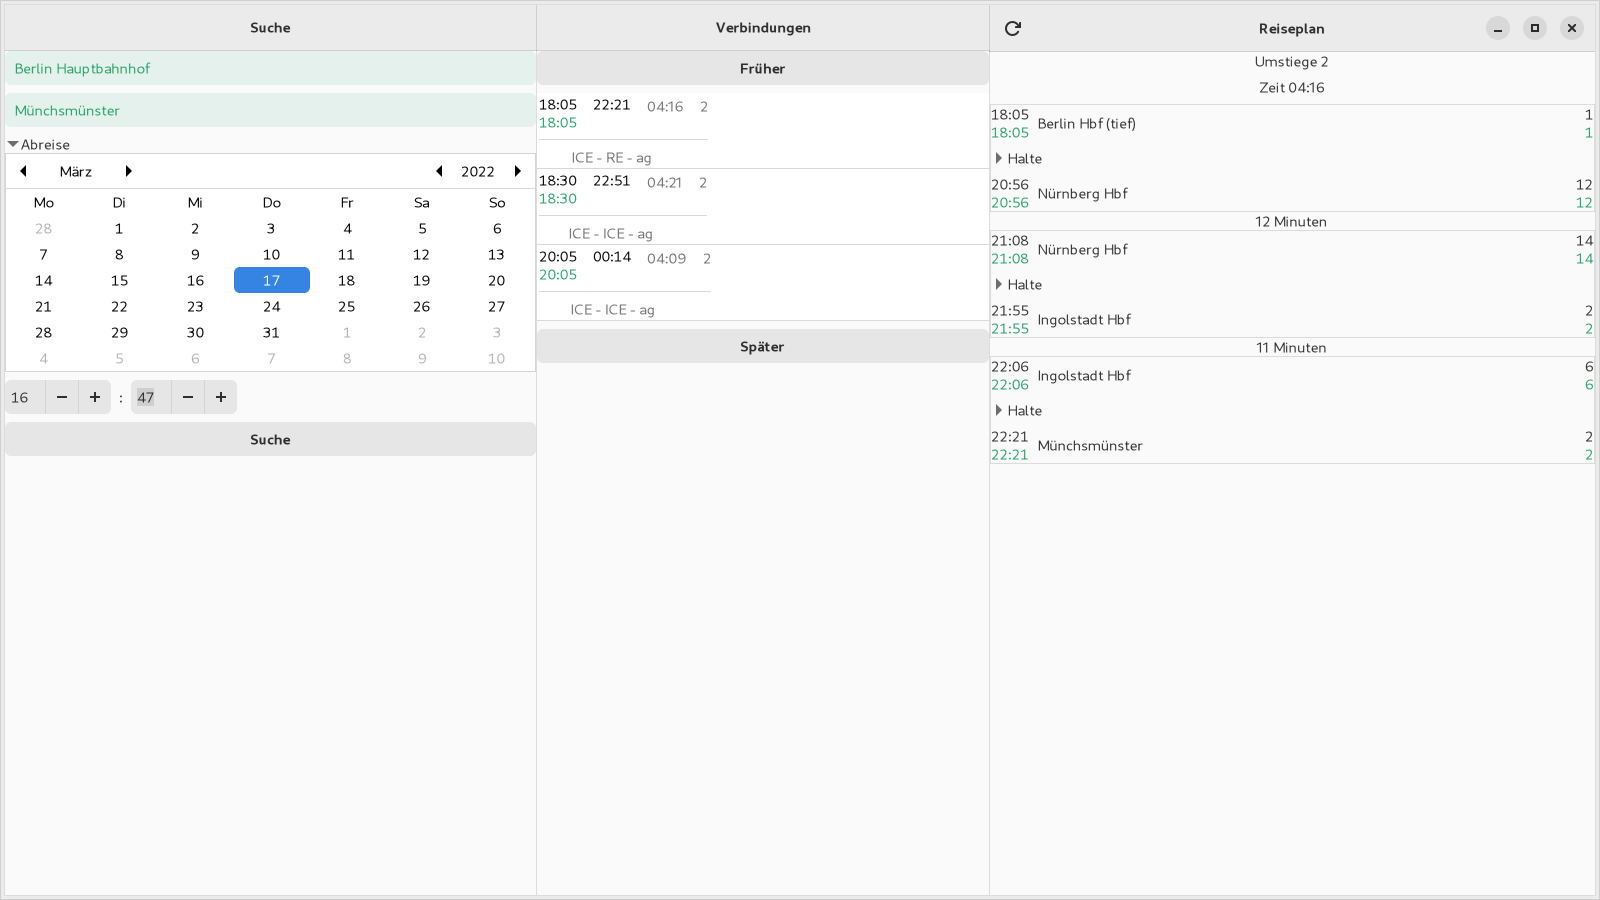 Suche
Berlin Hauptbahnhof
Münchsmünster
Abreise
März 2022
Mo Di Mi Do Fr Sa So
28 1 2 3 4 5 6
7 8 9 10 11 12 13
14 15 16 17 18 19 20
21 22 23 24 25 26 27
28 29 30 31 1 2 3
4 5 6 7 8 9 10
16 − + : 47 − +
Suche
Verbindungen
Früher
18:05 22:21 04:16 2
18:05
ICE - RE - ag
18:30 22:51 04:21 2
18:30
ICE - ICE - ag
20:05 00:14 04:09 2
20:05
ICE - ICE - ag
Später
Reiseplan
Umstiege 2
Zeit 04:16
18:05 Berlin Hbf (tief) 1
18:05 1
Halte
20:56 Nürnberg Hbf 12
20:56 12
12 Minuten
21:08 Nürnberg Hbf 14
21:08 14
Halte
21:55 Ingolstadt Hbf 2
21:55 2
11 Minuten
22:06 Ingolstadt Hbf 6
22:06 6
Halte
22:21 Münchsmünster 2
22:21 2